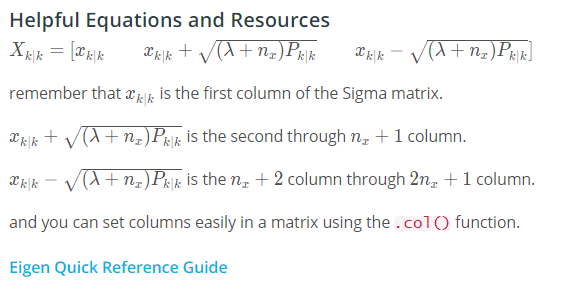 Helpful Equations and Resources
X_{k|k} = [x_{k|k}   x_{k|k} + √((λ + n_x)P_{k|k})   x_{k|k} − √((λ + n_x)P_{k|k})]
remember that x_{k|k} is the first column of the Sigma matrix.
x_{k|k} + √((λ + n_x)P_{k|k}) is the second through n_x + 1 column.
x_{k|k} − √((λ + n_x)P_{k|k}) is the n_x + 2 column through 2n_x + 1 column.
and you can set columns easily in a matrix using the .col() function.
Eigen Quick Reference Guide